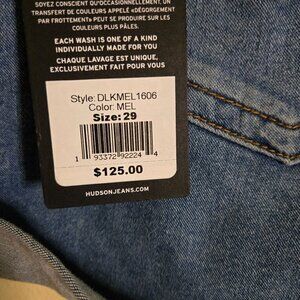 SOYEZ CONSCIENT QU'OCCASIONNELLEMENT, UN
TRANSFERT DE COULEURS APPELÉ «DÉGORGEMENT
PAR FROTTEMENT» PEUT SE PRODUIRE SUR LES
COULEURS PLUS PÂLES.
EACH WASH IS ONE OF A KIND
INDIVIDUALLY MADE FOR YOU
CHAQUE LAVAGE EST UNIQUE,
EXCLUSIVEMENT FAIT POUR VOUS
Style: DLKMEL1606
Color: MEL
Size: 29
1 93372 92224 4
$125.00
HUDSONJEANS.COM